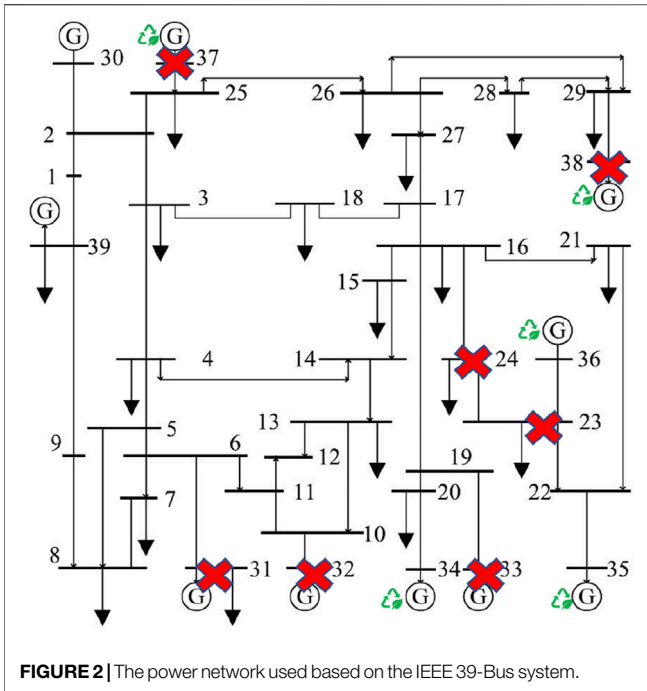 G G
30 37
25 26 28 29
2 27 38
1 G
3 18 17
G
39 16 21
15
G
4 14 24 36
5 13 23
9 6 12 19
11 20 22
7 10
8 31 32 34 33 35
G G G G G
FIGURE 2 | The power network used based on the IEEE 39-Bus system.